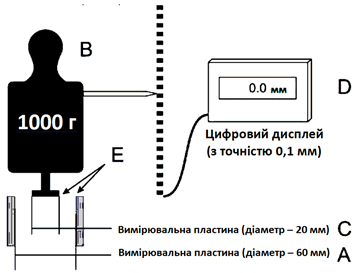 B
1000 г
0.0 мм
D
Цифровий дисплей
(з точністю 0,1 мм)
E
Вимірювальна пластина (діаметр – 20 мм) C
Вимірювальна пластина (діаметр – 60 мм) A